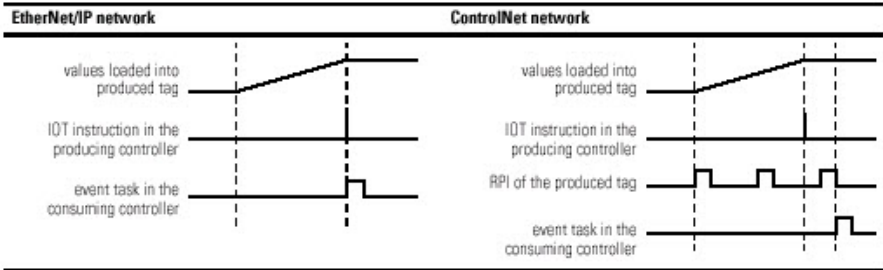 EtherNet/IP network
values loaded into
produced tag
IOT instruction in the
producing controller
event task in the
consuming controller
ControlNet network
values loaded into
produced tag
IOT instruction in the
producing controller
RPI of the produced tag
event task in the
consuming controller